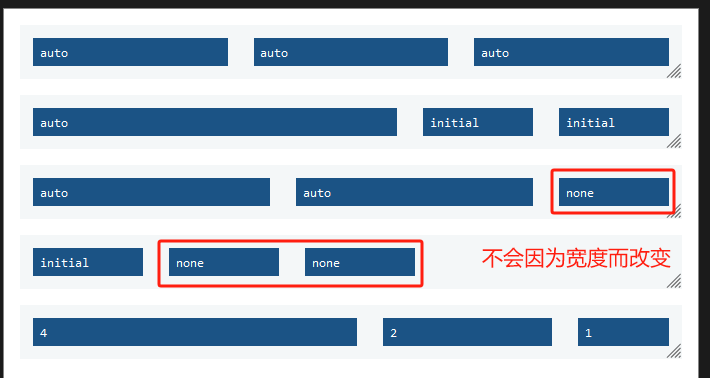 auto auto auto
auto initial initial
auto auto none
initial none none 不会因为宽度而改变
4 2 1